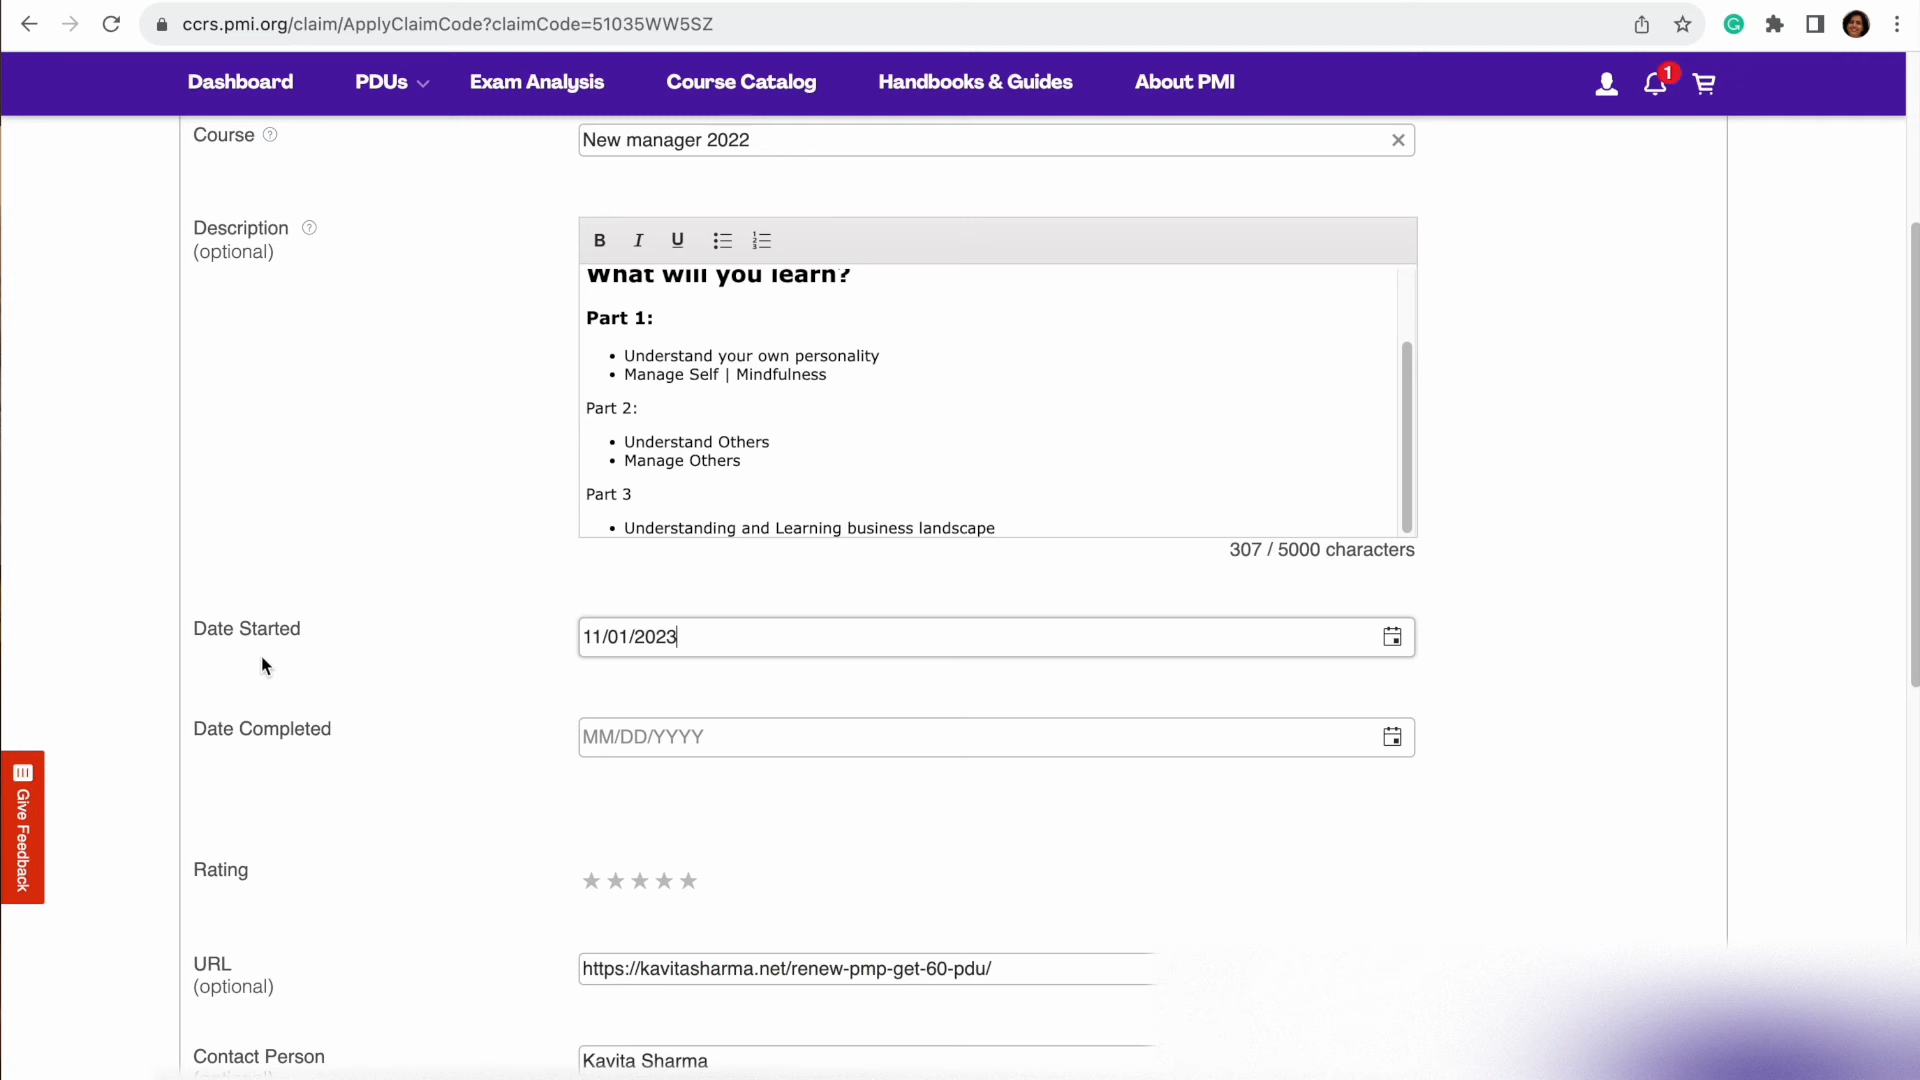 ccrs.pmi.org/claim/ApplyClaimCode?claimCode=51035WW5SZ
Dashboard PDUs Exam Analysis Course Catalog Handbooks & Guides About PMI 1
Course ? New manager 2022
Description ?
(optional)
B I U
What will you learn?
Part 1:
• Understand your own personality
• Manage Self | Mindfulness
Part 2:
• Understand Others
• Manage Others
Part 3
• Understanding and Learning business landscape
307 / 5000 characters
Date Started 11/01/2023
Date Completed MM/DD/YYYY
Give Feedback
Rating
URL https://kavitasharma.net/renew-pmp-get-60-pdu/
(optional)
Contact Person Kavita Sharma